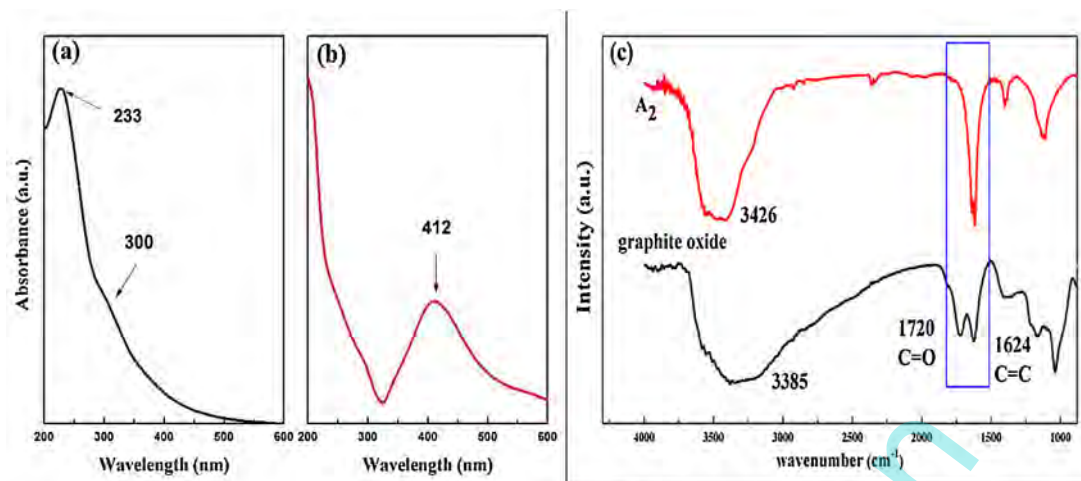 (a)
233
300
Absorbance (a.u.)
200 300 400 500 600
Wavelength (nm)
(b)
412
200 300 400 500 600
Wavelength (nm)
(c)
A2
3426
graphite oxide
1720
C=O
1624
C=C
3385
Intensity (a.u.)
4000 3500 3000 2500 2000 1500 1000
wavenumber (cm-1)
n